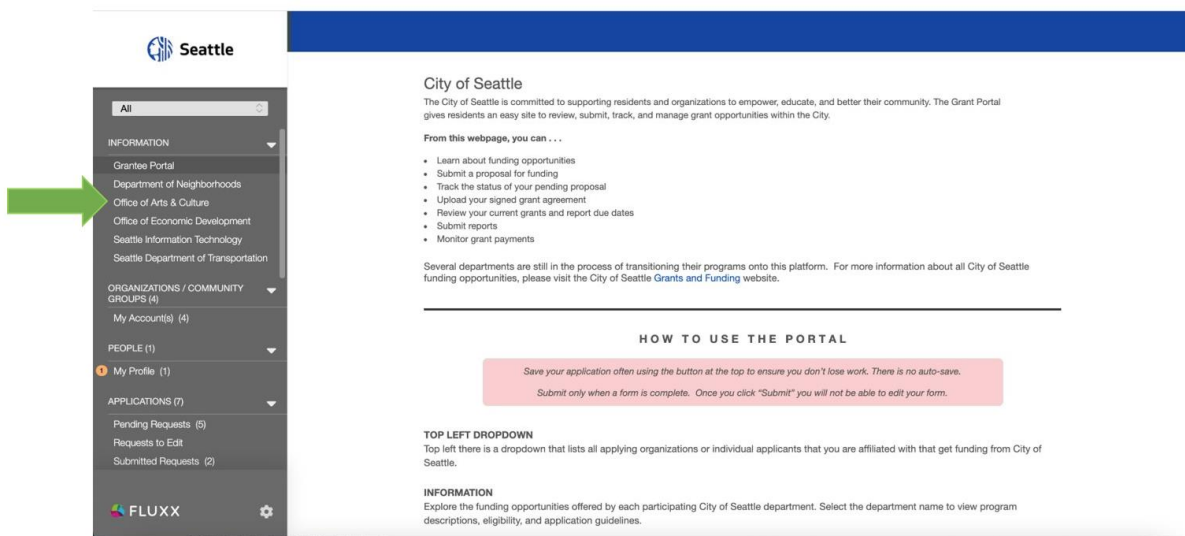 Seattle
All
INFORMATION
Grantee Portal
Department of Neighborhoods
Office of Arts & Culture
Office of Economic Development
Seattle Information Technology
Seattle Department of Transportation
ORGANIZATIONS / COMMUNITY
GROUPS (4)
My Account(s) (4)
PEOPLE (1)
1 My Profile (1)
APPLICATIONS (7)
Pending Requests (5)
Requests to Edit
Submitted Requests (2)
FLUXX
City of Seattle
The City of Seattle is committed to supporting residents and organizations to empower, educate, and better their community. The Grant Portal
gives residents an easy site to review, submit, track, and manage grant opportunities within the City.
From this webpage, you can . . .
• Learn about funding opportunities
• Submit a proposal for funding
• Track the status of your pending proposal
• Upload your signed grant agreement
• Review your current grants and report due dates
• Submit reports
• Monitor grant payments
Several departments are still in the process of transitioning their programs onto this platform. For more information about all City of Seattle
funding opportunities, please visit the City of Seattle Grants and Funding website.
HOW TO USE THE PORTAL
Save your application often using the button at the top to ensure you don't lose work. There is no auto-save.
Submit only when a form is complete. Once you click "Submit" you will not be able to edit your form.
TOP LEFT DROPDOWN
Top left there is a dropdown that lists all applying organizations or individual applicants that you are affiliated with that get funding from City of
Seattle.
INFORMATION
Explore the funding opportunities offered by each participating City of Seattle department. Select the department name to view program
descriptions, eligibility, and application guidelines.